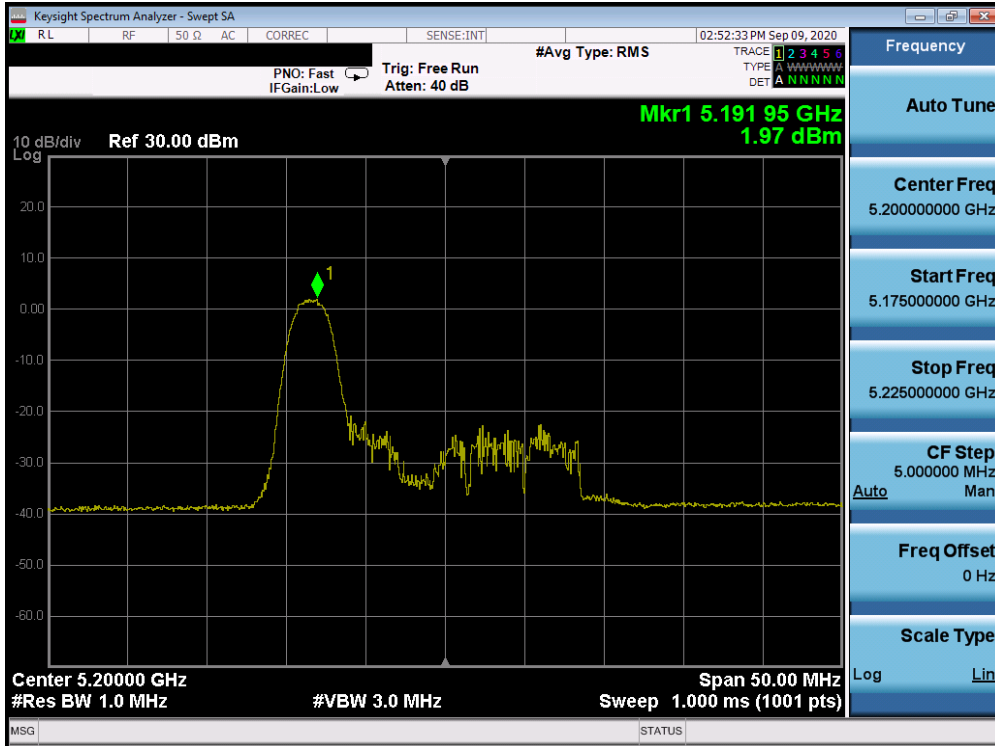 Keysight Spectrum Analyzer - Swept SA
LXI RL RF 50 Ω AC CORREC SENSE:INT 02:52:33 PM Sep 09, 2020
#Avg Type: RMS
TRACE 1 2 3 4 5 6
TYPE A WWWWW
DET A N N N N N
PNO: Fast
IFGain:Low
Trig: Free Run
Atten: 40 dB
Mkr1 5.191 95 GHz
1.97 dBm
10 dB/div Ref 30.00 dBm
Log
20.0
10.0
1
0.00
-10.0
-20.0
-30.0
-40.0
-50.0
-60.0
Center 5.20000 GHz Span 50.00 MHz
#Res BW 1.0 MHz #VBW 3.0 MHz Sweep 1.000 ms (1001 pts)
MSG STATUS
Frequency
Auto Tune
Center Freq
5.200000000 GHz
Start Freq
5.175000000 GHz
Stop Freq
5.225000000 GHz
CF Step
5.000000 MHz
Auto Man
Freq Offset
0 Hz
Scale Type
Log Lin